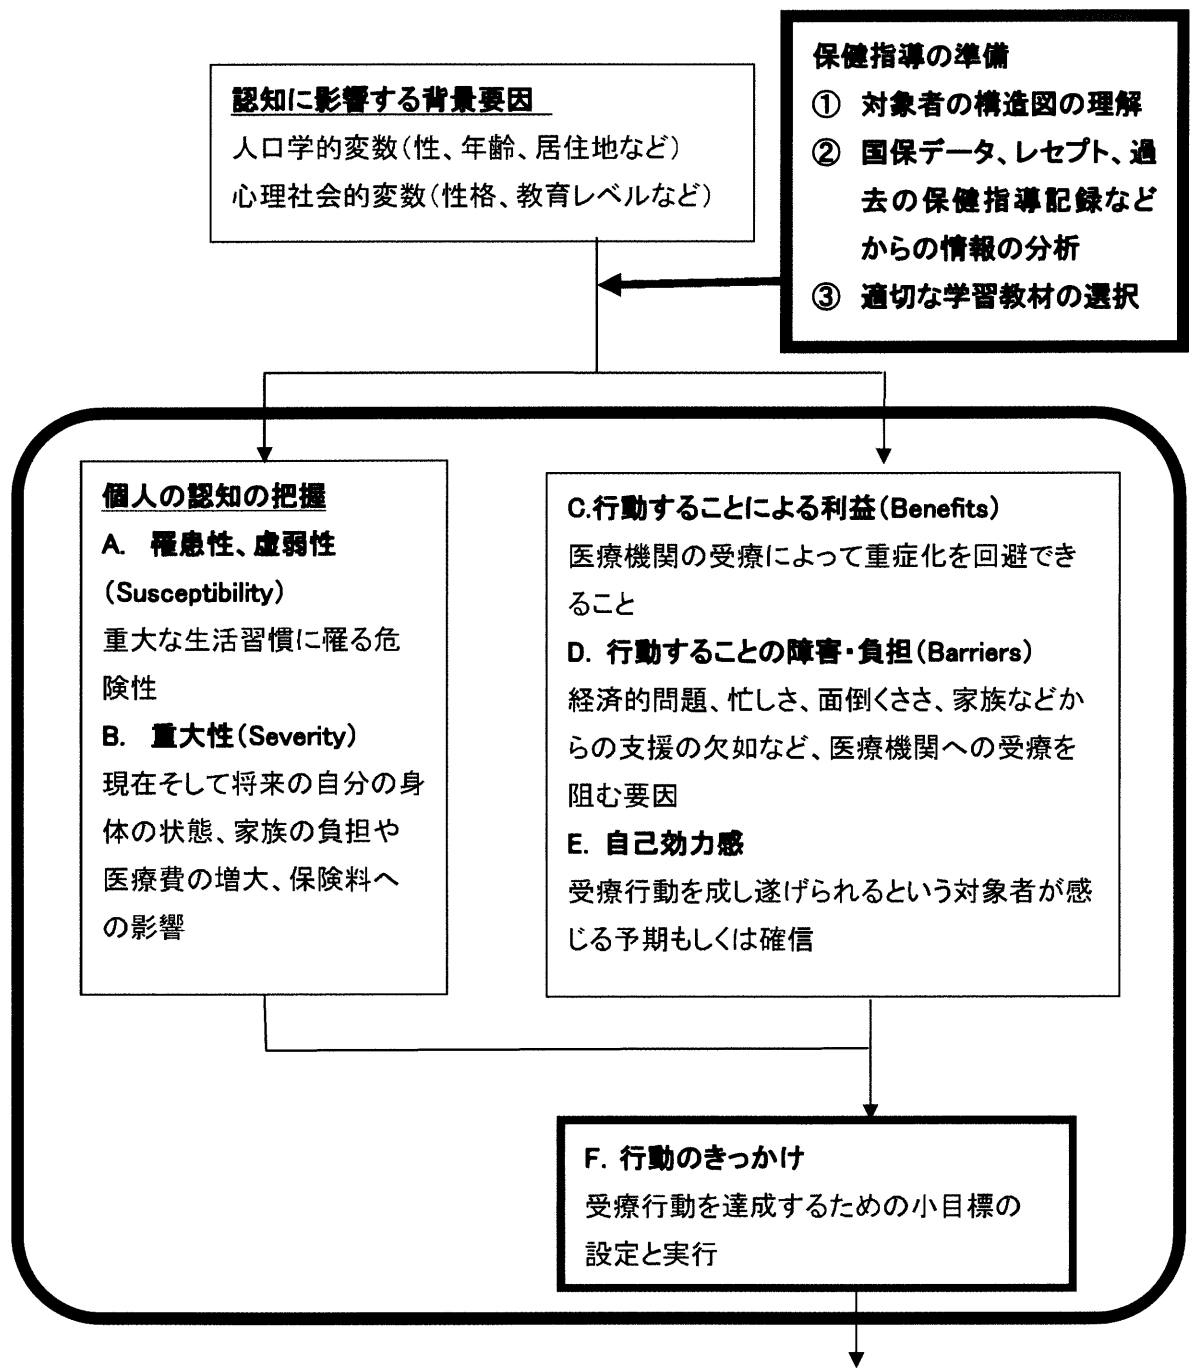 認知に影響する背景要因
人口学的変数(性、年齢、居住地など)
心理社会的変数(性格、教育レベルなど)
保健指導の準備
① 対象者の構造図の理解
② 国保データ、レセプト、過
去の保健指導記録など
からの情報の分析
③ 適切な学習教材の選択
個人の認知の把握
A. 罹患性、虚弱性
(Susceptibility)
重大な生活習慣に罹る危
険性
B. 重大性(Severity)
現在そして将来の自分の身
体の状態、家族の負担や
医療費の増大、保険料へ
の影響
C.行動することによる利益(Benefits)
医療機関の受療によって重症化を回避でき
ること
D. 行動することの障害・負担(Barriers)
経済的問題、忙しさ、面倒くささ、家族などか
らの支援の欠如など、医療機関への受療を
阻む要因
E. 自己効力感
受療行動を成し遂げられるという対象者が感
じる予期もしくは確信
F. 行動のきっかけ
受療行動を達成するための小目標の
設定と実行